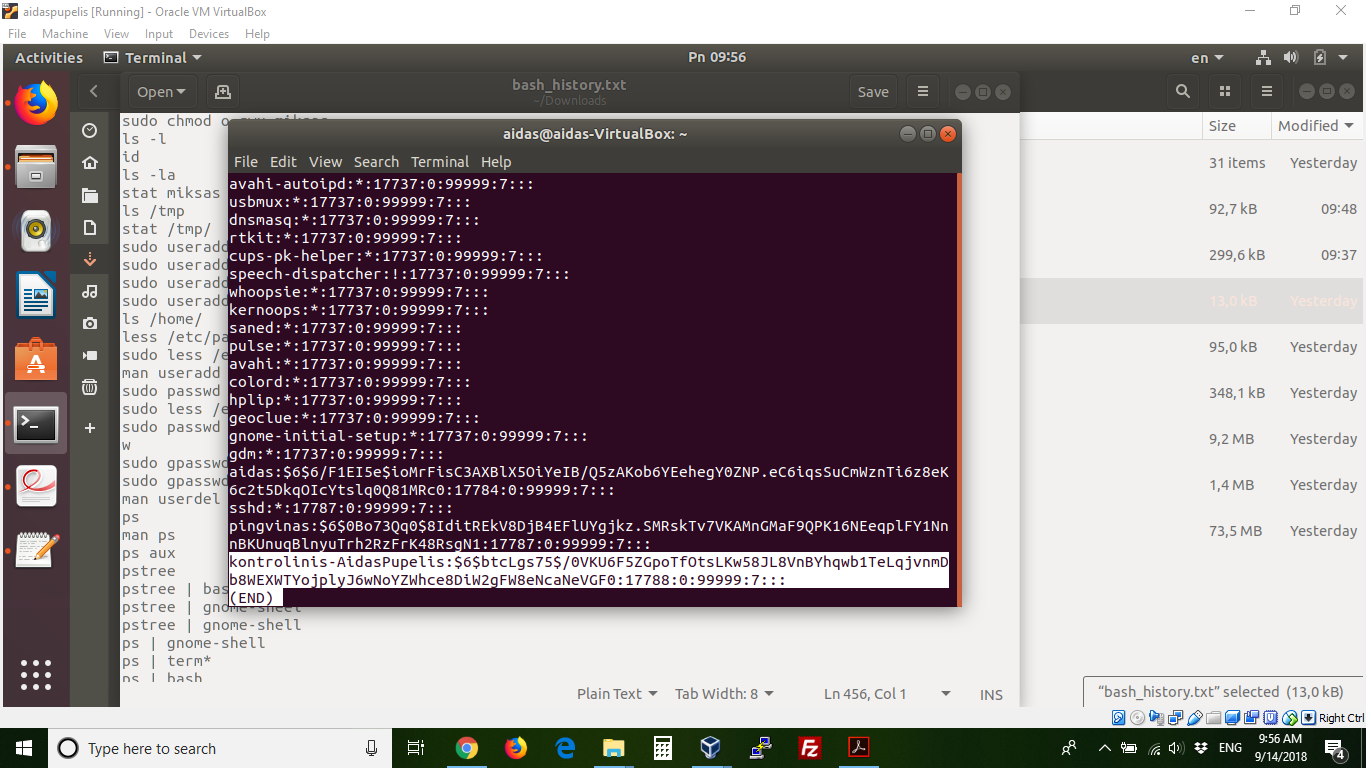 aidaspupelis [Running] - Oracle VM VirtualBox
File Machine View Input Devices Help
Activities Terminal Pn 09:56 en
Open bash_history.txt Save
~/Downloads
sudo chmod
ls -l
id
ls -la
stat miksas
ls /tmp
stat /tmp/
sudo useradd
sudo useradd
sudo useradd
sudo useradd
ls /home/
less /etc/pa
sudo less /e
man useradd
sudo passwd
sudo less /e
sudo passwd
w
sudo gpasswd
sudo gpasswd
man userdel
ps
man ps
ps aux
pstree
pstree | bas
pstree | gnome-sheet
pstree | gnome-shell
ps | gnome-shell
ps | term*
ps | bash
Plain Text Tab Width: 8 Ln 456, Col 1 INS
aidas@aidas-VirtualBox: ~
File Edit View Search Terminal Help
avahi-autoipd:*:17737:0:99999:7:::
usbmux:*:17737:0:99999:7:::
dnsmasq:*:17737:0:99999:7:::
rtkit:*:17737:0:99999:7:::
cups-pk-helper:*:17737:0:99999:7:::
speech-dispatcher:!:17737:0:99999:7:::
whoopsie:*:17737:0:99999:7:::
kernoops:*:17737:0:99999:7:::
saned:*:17737:0:99999:7:::
pulse:*:17737:0:99999:7:::
avahi:*:17737:0:99999:7:::
colord:*:17737:0:99999:7:::
hplip:*:17737:0:99999:7:::
geoclue:*:17737:0:99999:7:::
gnome-initial-setup:*:17737:0:99999:7:::
gdm:*:17737:0:99999:7:::
aidas:$6$6/F1EI5e$ioMrFisC3AXBlX5OiYeIB/Q5zAKob6YEehegY0ZNP.eC6iqsSuCmWznTi6z8eK
6c2t5DkqOIcYtslq0Q81MRc0:17784:0:99999:7:::
sshd:*:17787:0:99999:7:::
pingvinas:$6$0Bo73Qq0$8IditREkV8DjB4EFlUYgjkz.SMRskTv7VKAMnGMaF9QPK16NEeqplFY1Nn
nBKUnuqBlnyuTrh2RzFrK48RsgN1:17787:0:99999:7:::
kontrolinis-AidasPupelis:$6$btcLgs75$/0VKU6F5ZGpoTfOtsLKw58JL8VnBYhqwb1TeLqjvnmD
b8WEXWTYojplyJ6wNoYZWhce8DiW2gFW8eNcaNeVGF0:17788:0:99999:7:::
(END)
Size Modified
31 items Yesterday
92,7 kB 09:48
299,6 kB 09:37
13,0 kB Yesterday
95,0 kB Yesterday
348,1 kB Yesterday
9,2 MB Yesterday
1,4 MB Yesterday
73,5 MB Yesterday
“bash_history.txt” selected (13,0 kB)
Right Ctrl
Type here to search
ENG
9:56 AM
9/14/2018
4